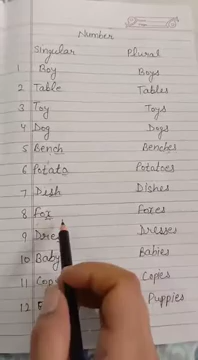 Number
Singular Plural
1 Boy Boys
2 Table Tables
3 Toy Toys
4 Dog Dogs
5 Bench Benches
6 Potato Potatoes
7 Dish Dishes
8 Fox Foxes
9 Dresses
10 Baby Babies
11 Copies
12 Puppies